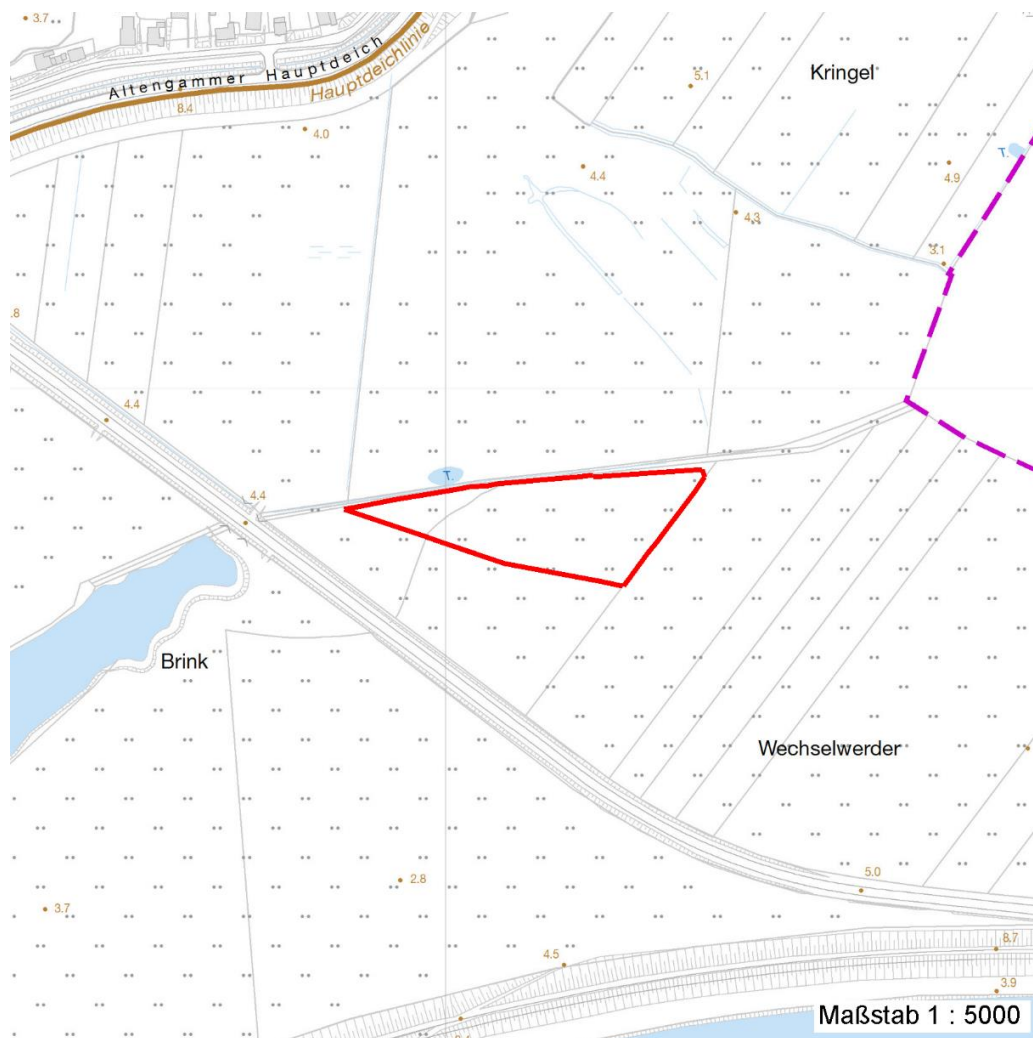 3.7
Altengammer Hauptdeich
Hauptdeichlinie
8.4
4.0
5.1
Kringel
T.
4.9
4.4
4.3
3.1
.8
4.4
T.
4.4
Brink
Wechselwerder
2.8
3.7
5.0
4.5
8.7
3.9
Maßstab 1 : 5000